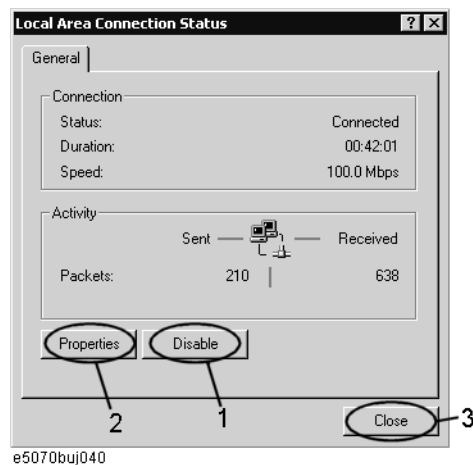 Local Area Connection Status ? X
General
Connection
Status: Connected
Duration: 00:42:01
Speed: 100.0 Mbps
Activity
Sent Received
Packets: 210 638
Properties Disable
Close 3
2 1
e5070buj040